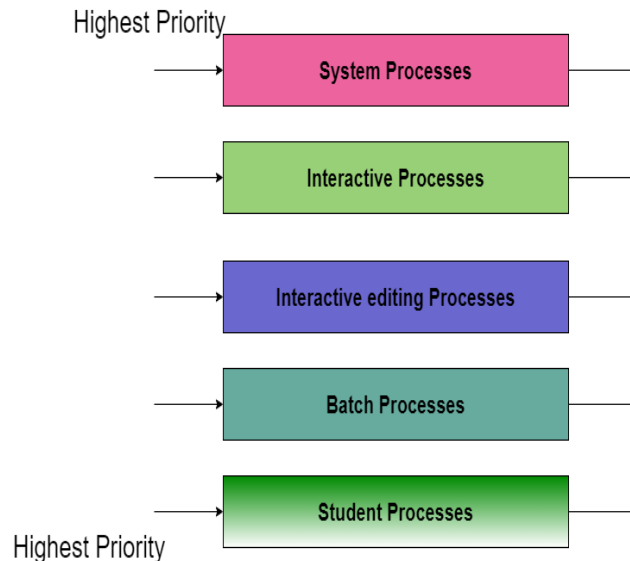 Highest Priority
System Processes
Interactive Processes
Interactive editing Processes
Batch Processes
Student Processes
Highest Priority